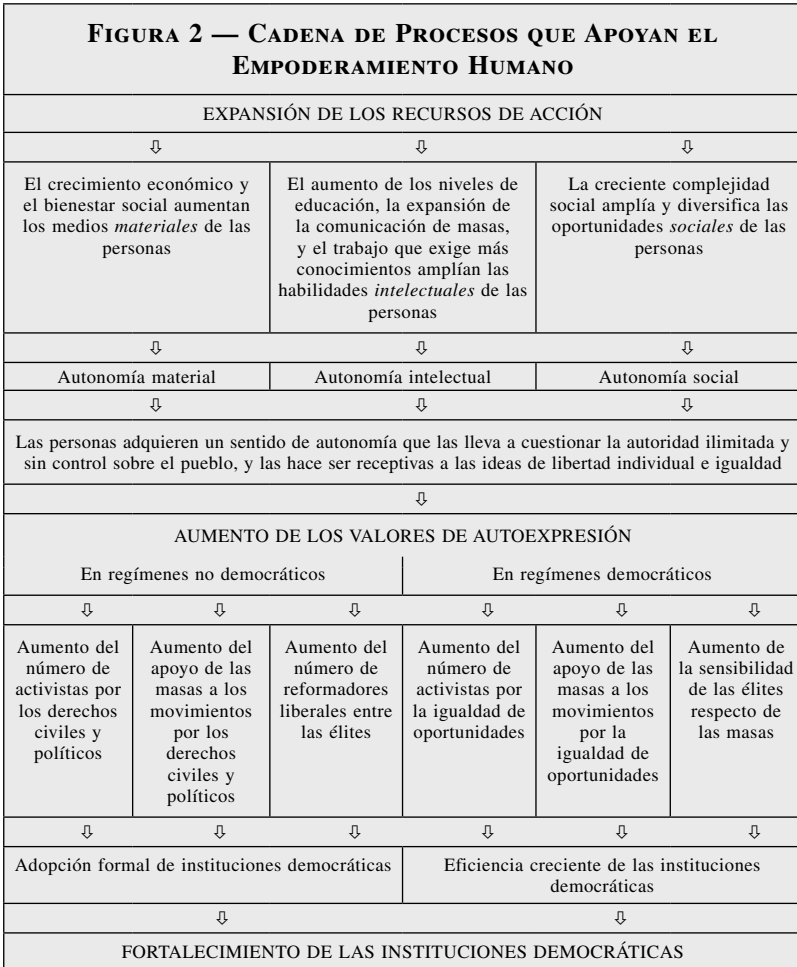 FIGURA 2 — CADENA DE PROCESOS QUE APOYAN EL
EMPODERAMIENTO HUMANO
EXPANSIÓN DE LOS RECURSOS DE ACCIÓN
⇩ ⇩ ⇩
El crecimiento económico y
el bienestar social aumentan
los medios materiales de las
personas
El aumento de los niveles de
educación, la expansión de
la comunicación de masas,
y el trabajo que exige más
conocimientos amplían las
habilidades intelectuales de las
personas
La creciente complejidad
social amplía y diversifica las
oportunidades sociales de las
personas
⇩ ⇩ ⇩
Autonomía material
Autonomía intelectual
Autonomía social
⇩ ⇩ ⇩
Las personas adquieren un sentido de autonomía que las lleva a cuestionar la autoridad ilimitada y
sin control sobre el pueblo, y las hace ser receptivas a las ideas de libertad individual e igualdad
⇩
AUMENTO DE LOS VALORES DE AUTOEXPRESIÓN
En regímenes no democráticos
En regímenes democráticos
⇩ ⇩ ⇩ ⇩ ⇩ ⇩
Aumento del
número de
activistas por
los derechos
civiles y
políticos
Aumento del
apoyo de las
masas a los
movimientos
por los
derechos
civiles y
políticos
Aumento del
número de
reformadores
liberales entre
las élites
Aumento del
número de
activistas por
la igualdad de
oportunidades
Aumento del
apoyo de las
masas a los
movimientos
por la
igualdad de
oportunidades
Aumento de
la sensibilidad
de las élites
respecto de
las masas
⇩ ⇩ ⇩ ⇩ ⇩ ⇩
Adopción formal de instituciones democráticas
Eficiencia creciente de las instituciones
democráticas
⇩ ⇩
FORTALECIMIENTO DE LAS INSTITUCIONES DEMOCRÁTICAS